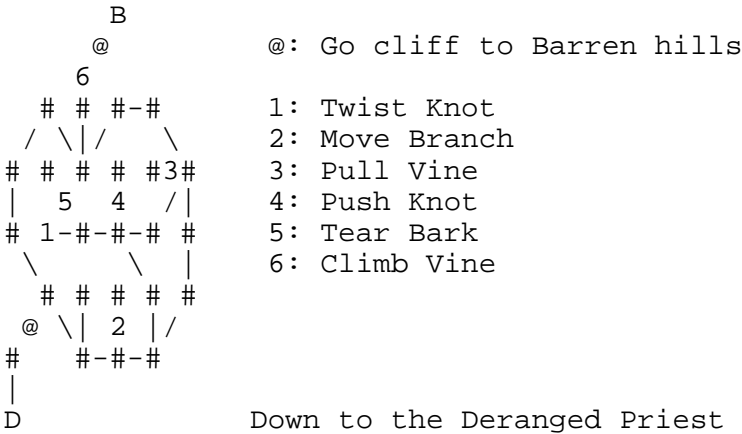 B
     @         @: Go cliff to Barren hills
    6
  # # #-#      1: Twist Knot
 / \|/   \     2: Move Branch
# # # # #3#    3: Pull Vine
|  5  4  /|    4: Push Knot
# 1-#-#-# #    5: Tear Bark
 \     \  |    6: Climb Vine
  # # # # #
 @ \| 2 |/
#   #-#-#
|
D             Down to the Deranged Priest